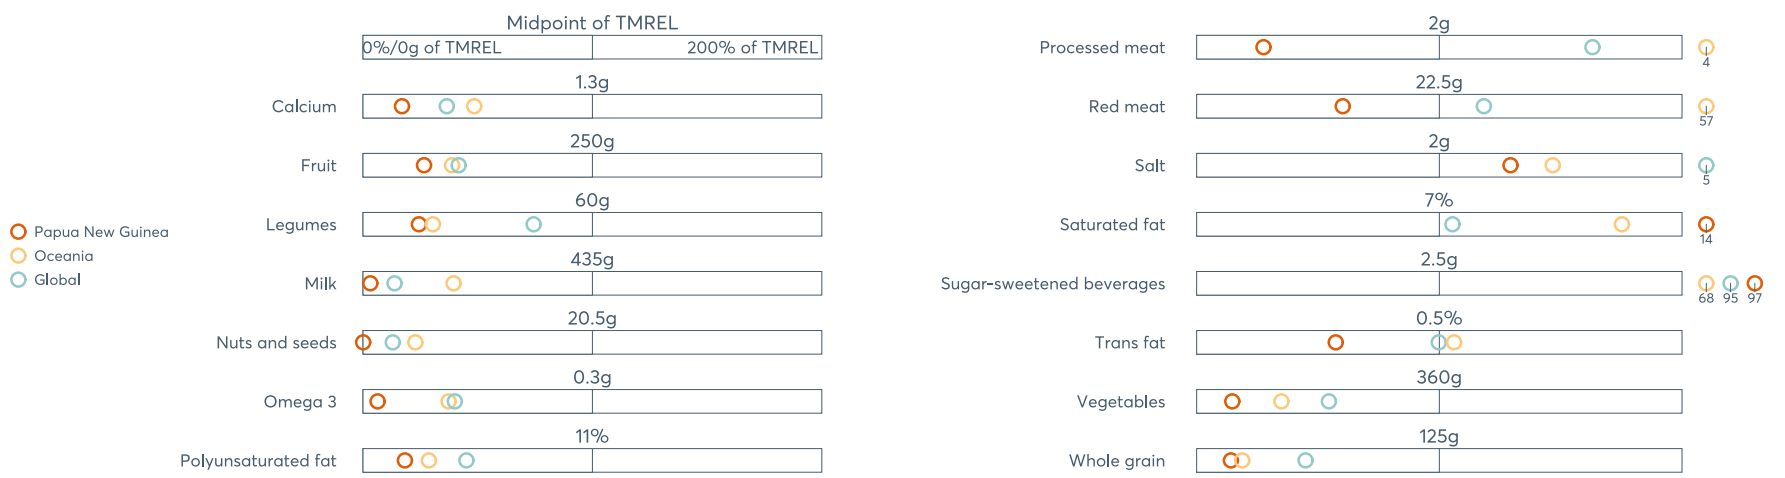 Midpoint of TMREL
0%/0g of TMREL 200% of TMREL
1.3g
Calcium
250g
Fruit
60g
Legumes
435g
Milk
20.5g
Nuts and seeds
0.3g
Omega 3
11%
Polyunsaturated fat
Papua New Guinea
Oceania
Global
2g
Processed meat
4
22.5g
Red meat
57
2g
Salt
5
7%
Saturated fat
14
2.5g
Sugar-sweetened beverages
68 95 97
0.5%
Trans fat
360g
Vegetables
125g
Whole grain